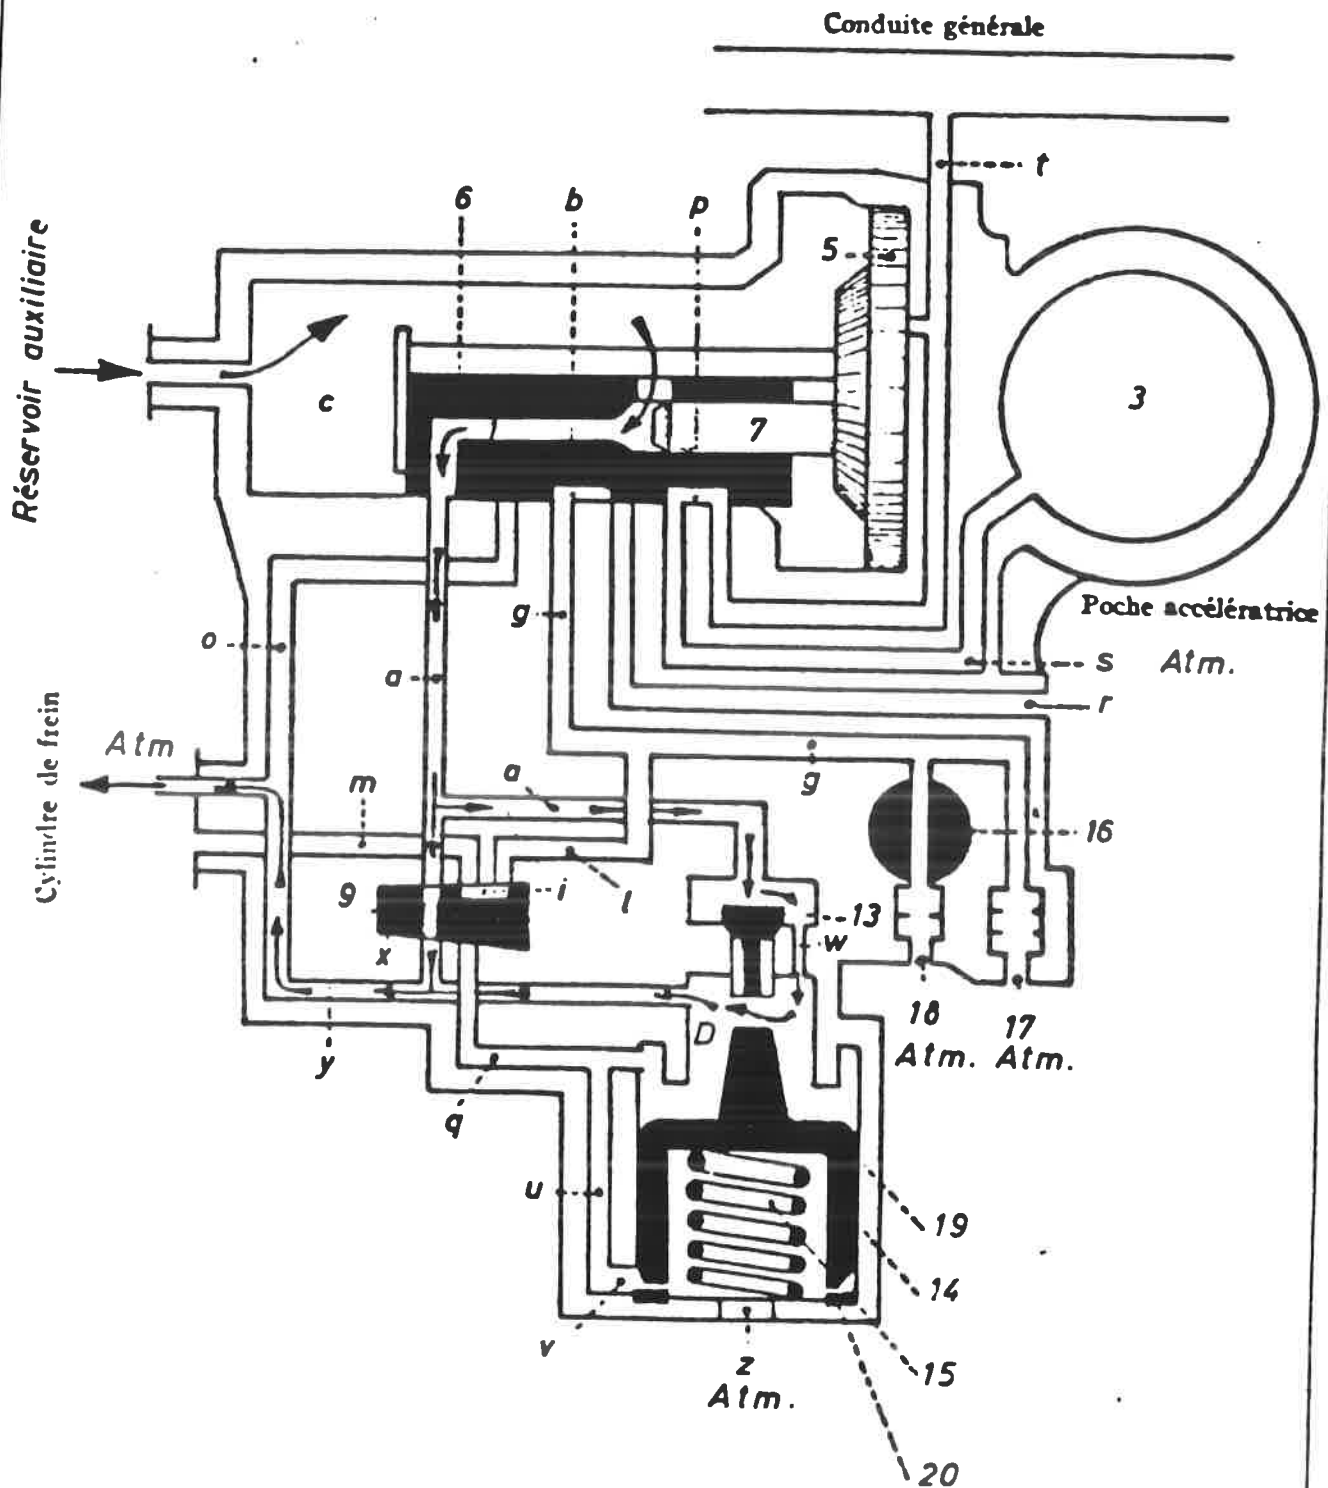 Conduite générale
t
6 b p
5
Réservoir auxiliaire
c
7
3
g
Poche accélératrice
o
a
s Atm.
r
Cylindre de frein
Atm
m
a
g
16
9
i
l
13
x
w
D
18
Atm.
17
Atm.
y
q
u
19
14
v
z
Atm.
15
20